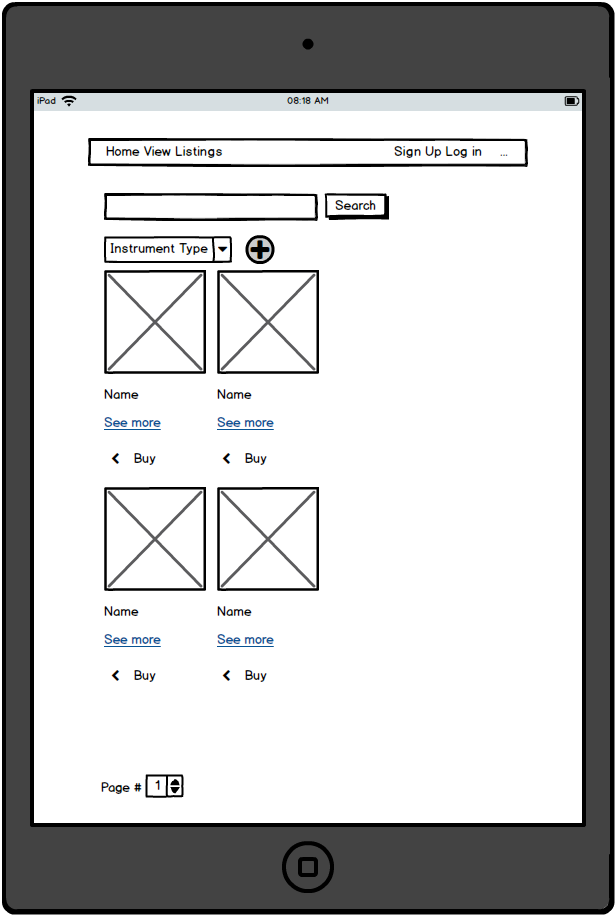 iPad 08:18 AM
Home View Listings Sign Up Log in ...
Search
Instrument Type
Name Name
See more See more
Buy Buy
Name Name
See more See more
Buy Buy
Page # 1